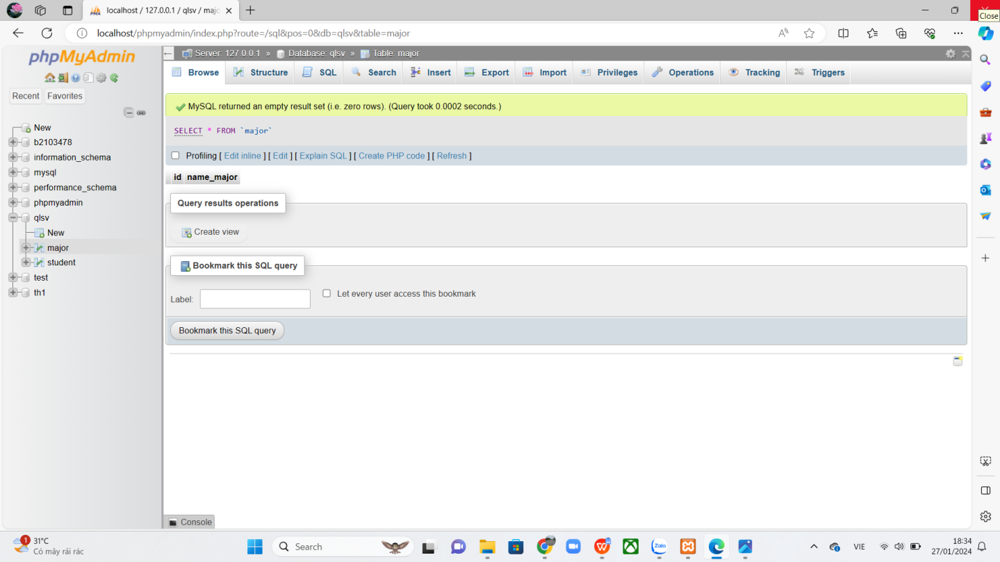 localhost / 127.0.0.1 / qlsv / majo
Close
localhost/phpmyadmin/index.php?route=/sql&pos=0&db=qlsv&table=major
phpMyAdmin
Recent
Favorites
New
b2103478
information_schema
mysql
performance_schema
phpmyadmin
qlsv
New
major
student
test
th1
Server: 127.0.0.1 » Database: qlsv » Table: major
Browse
Structure
SQL
Search
Insert
Export
Import
Privileges
Operations
Tracking
Triggers
MySQL returned an empty result set (i.e. zero rows). (Query took 0.0002 seconds.)
SELECT * FROM `major`
Profiling [ Edit inline ] [ Edit ] [ Explain SQL ] [ Create PHP code ] [ Refresh ]
id name_major
Query results operations
Create view
Bookmark this SQL query
Label:
Let every user access this bookmark
Bookmark this SQL query
Console
1
31°C
Có mây rải rác
Search
Zalo
VIE
18:34
27/01/2024